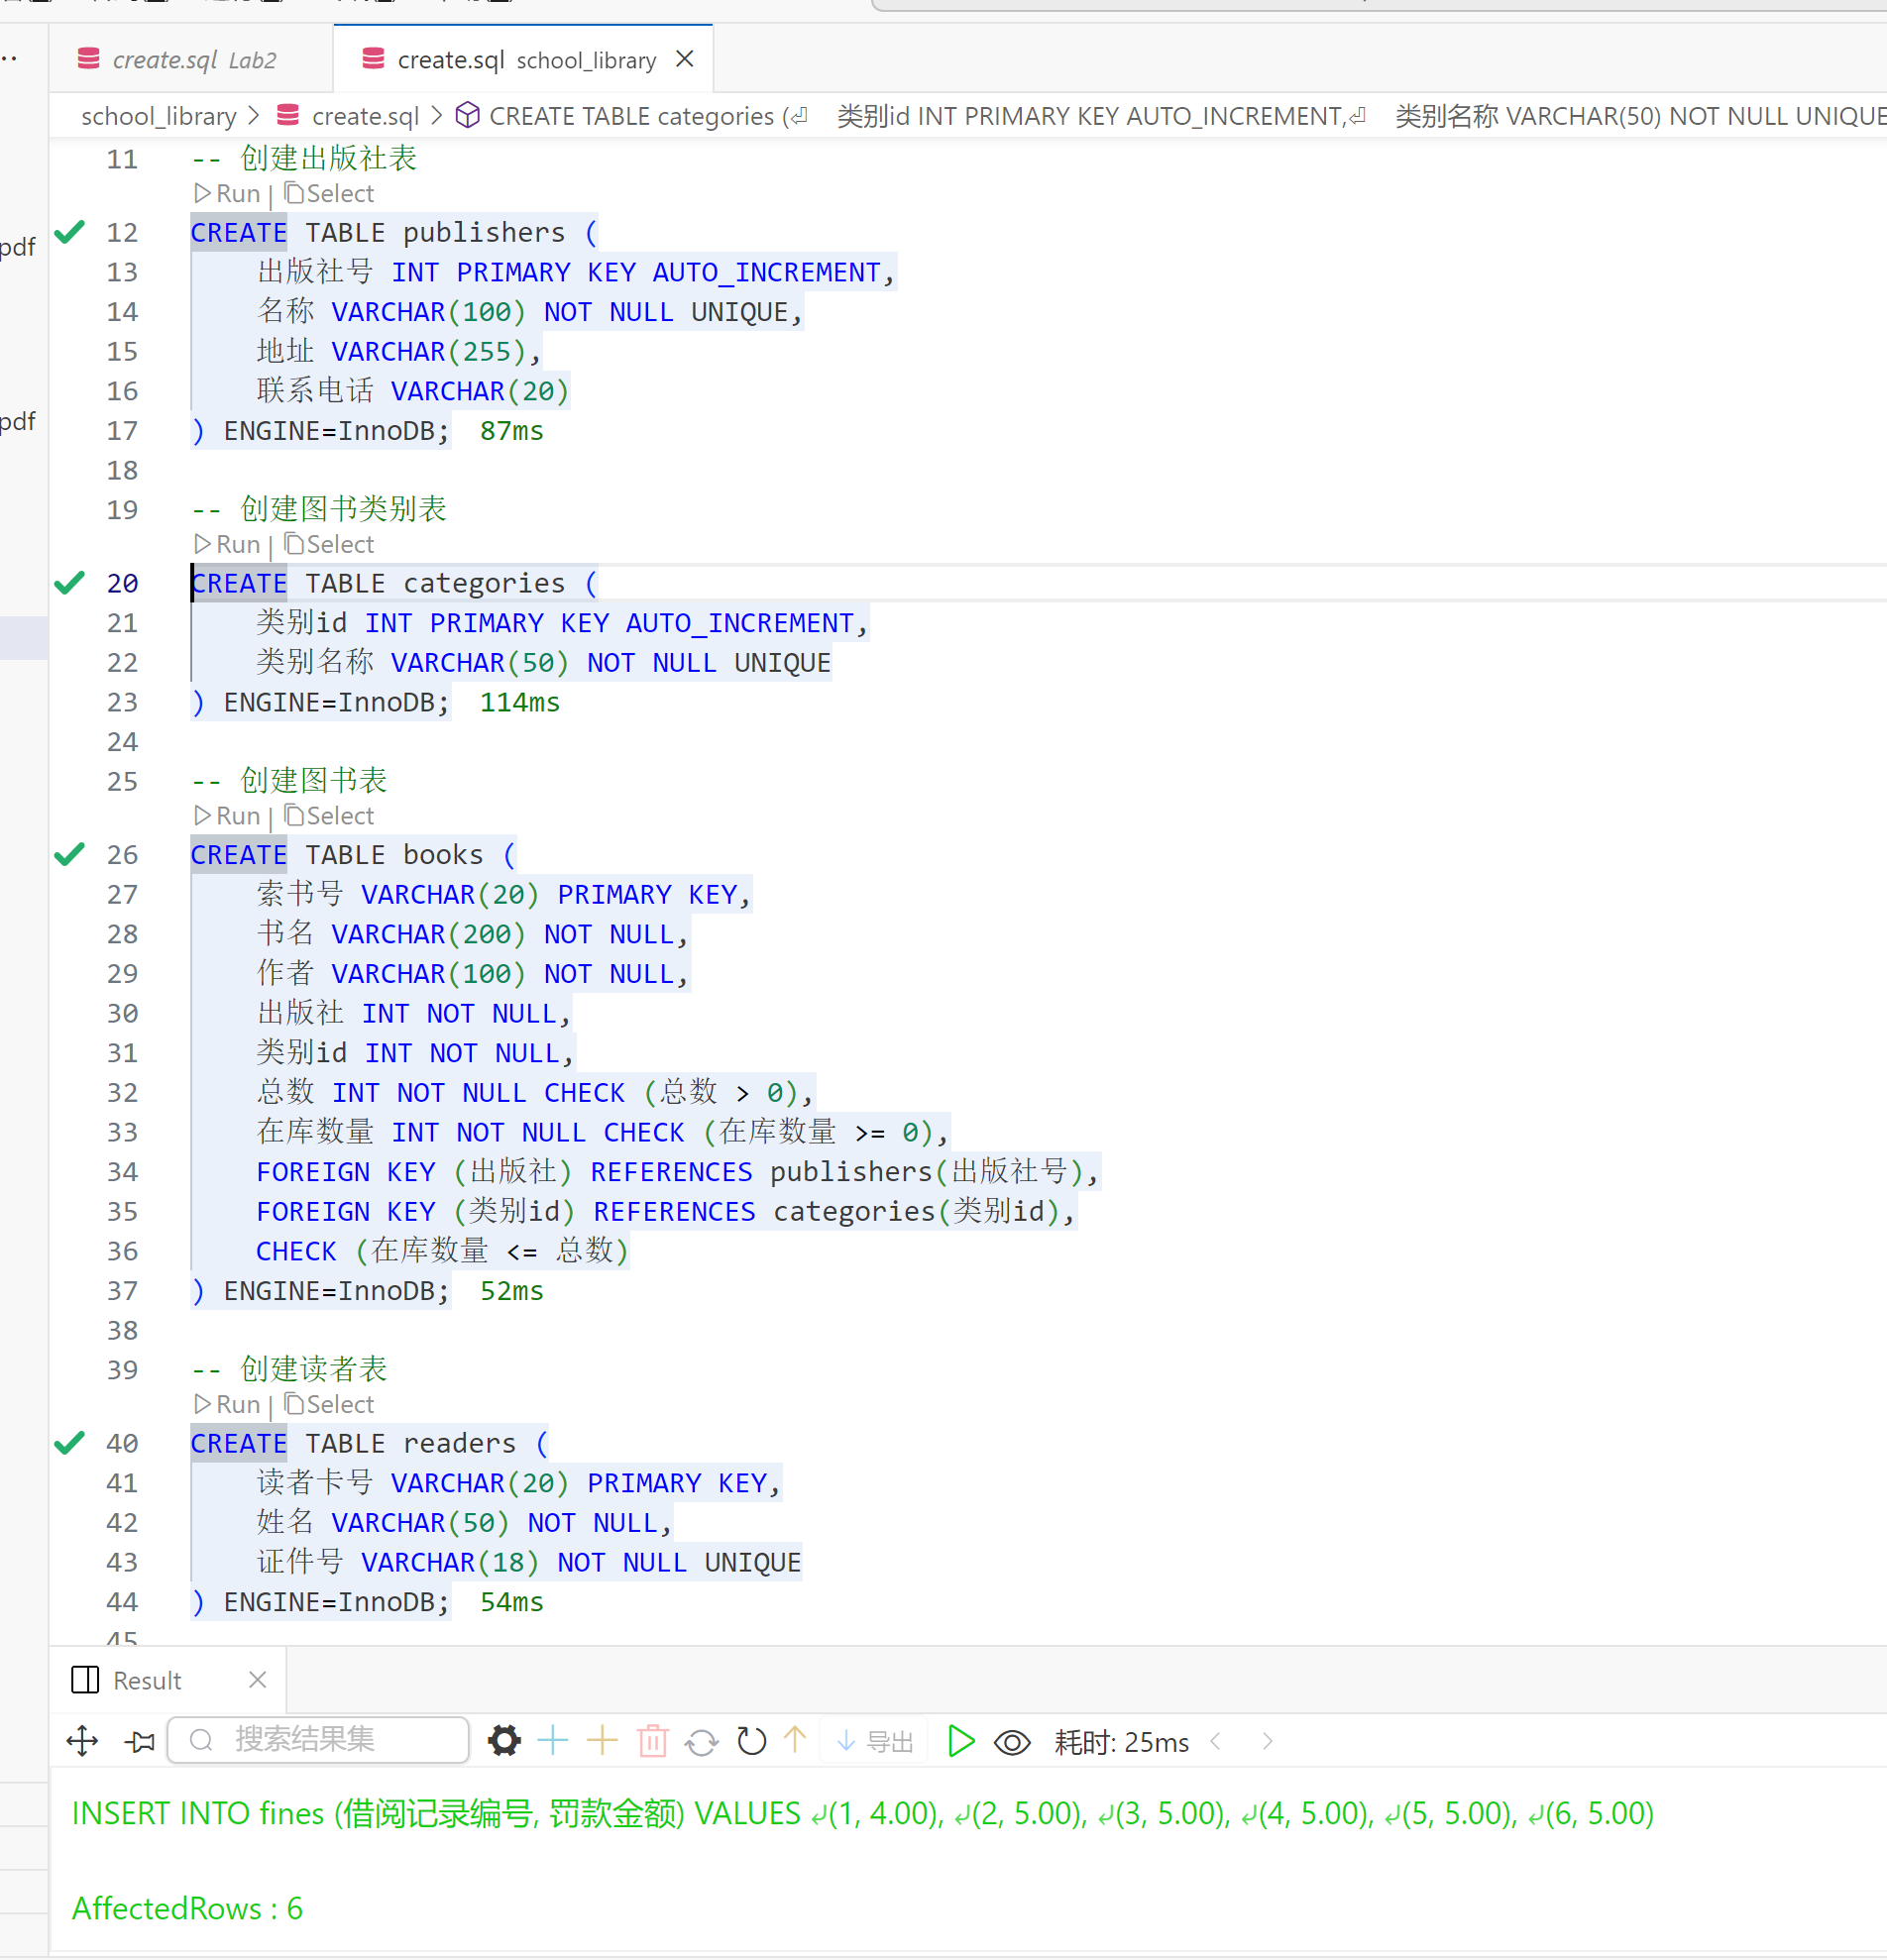 create.sql Lab2
create.sql school_library
school_library > create.sql > CREATE TABLE categories (⏎ 类别id INT PRIMARY KEY AUTO_INCREMENT,⏎ 类别名称 VARCHAR(50) NOT NULL UNIQUE
pdf
pdf
11 -- 创建出版社表
Run | Select
12 CREATE TABLE publishers (
13 出版社号 INT PRIMARY KEY AUTO_INCREMENT,
14 名称 VARCHAR(100) NOT NULL UNIQUE,
15 地址 VARCHAR(255),
16 联系电话 VARCHAR(20)
17 ) ENGINE=InnoDB; 87ms
18
19 -- 创建图书类别表
Run | Select
20 CREATE TABLE categories (
21 类别id INT PRIMARY KEY AUTO_INCREMENT,
22 类别名称 VARCHAR(50) NOT NULL UNIQUE
23 ) ENGINE=InnoDB; 114ms
24
25 -- 创建图书表
Run | Select
26 CREATE TABLE books (
27 索书号 VARCHAR(20) PRIMARY KEY,
28 书名 VARCHAR(200) NOT NULL,
29 作者 VARCHAR(100) NOT NULL,
30 出版社 INT NOT NULL,
31 类别id INT NOT NULL,
32 总数 INT NOT NULL CHECK (总数 > 0),
33 在库数量 INT NOT NULL CHECK (在库数量 >= 0),
34 FOREIGN KEY (出版社) REFERENCES publishers(出版社号),
35 FOREIGN KEY (类别id) REFERENCES categories(类别id),
36 CHECK (在库数量 <= 总数)
37 ) ENGINE=InnoDB; 52ms
38
39 -- 创建读者表
Run | Select
40 CREATE TABLE readers (
41 读者卡号 VARCHAR(20) PRIMARY KEY,
42 姓名 VARCHAR(50) NOT NULL,
43 证件号 VARCHAR(18) NOT NULL UNIQUE
44 ) ENGINE=InnoDB; 54ms
45
Result
搜索结果集 导出 耗时: 25ms
INSERT INTO fines (借阅记录编号, 罚款金额) VALUES ↲(1, 4.00), ↲(2, 5.00), ↲(3, 5.00), ↲(4, 5.00), ↲(5, 5.00), ↲(6, 5.00)
AffectedRows : 6